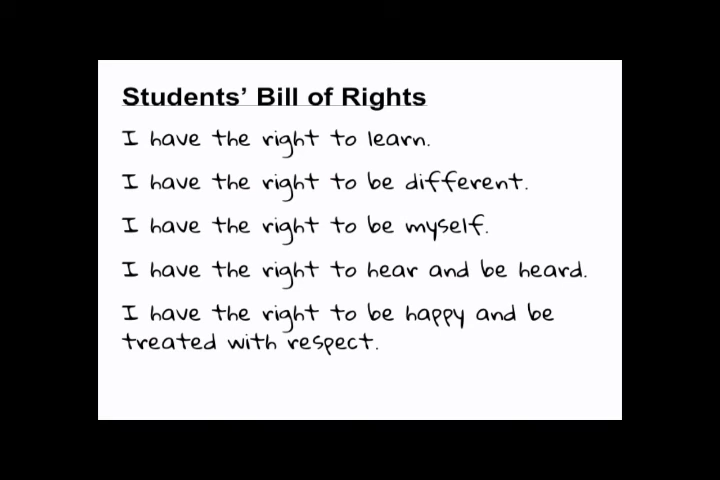 Students’ Bill of Rights
I have the right to learn.
I have the right to be different.
I have the right to be myself.
I have the right to hear and be heard.
I have the right to be happy and be
treated with respect.